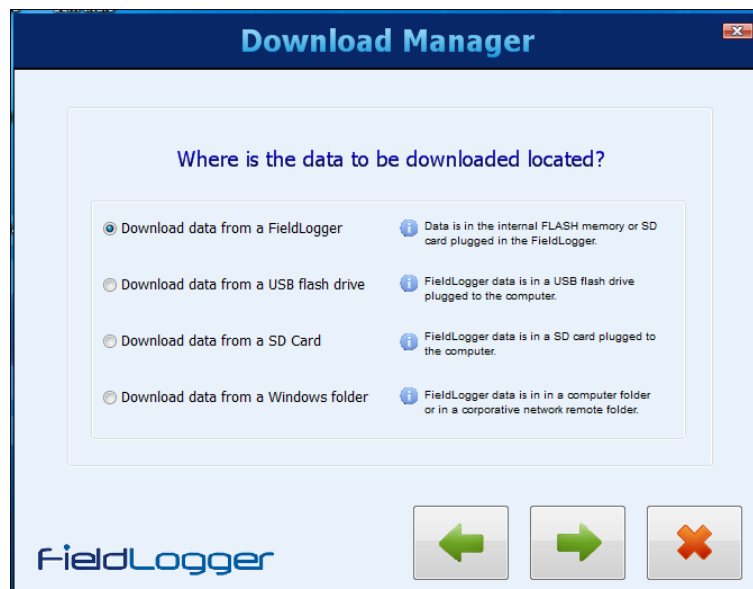 Download Manager
Where is the data to be downloaded located?
Download data from a FieldLogger
Data is in the internal FLASH memory or SD
card plugged in the FieldLogger.
Download data from a USB flash drive
FieldLogger data is in a USB flash drive
plugged to the computer.
Download data from a SD Card
FieldLogger data is in a SD card plugged to
the computer.
Download data from a Windows folder
FieldLogger data is in in a computer folder
or in a corporative network remote folder.
FieldLogger